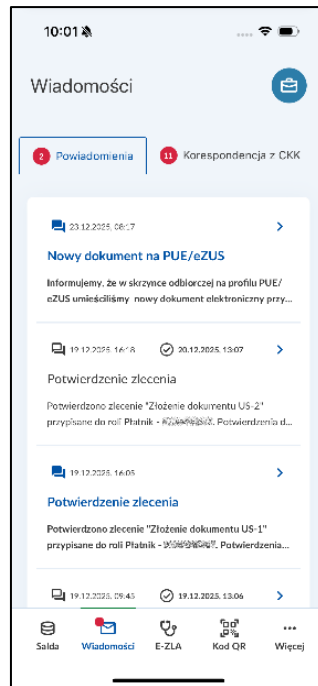 10:01
Wiadomości
2 Powiadomienia
11 Korespondencja z CKK
23.12.2025, 08:17
Nowy dokument na PUE/eZUS
Informujemy, że w skrzynce odbiorczej na profilu PUE/
eZUS umieściliśmy nowy dokument elektroniczny przy...
19.12.2025, 16:18 20.12.2025, 13:07
Potwierdzenie zlecenia
Potwierdzono zlecenie "Złożenie dokumentu US-2"
przypisane do roli Płatnik - . Potwierdzenia d...
19.12.2025, 16:05
Potwierdzenie zlecenia
Potwierdzono zlecenie "Złożenie dokumentu US-1"
przypisane do roli Płatnik - . Potwierdzenia...
19.12.2025, 09:45 19.12.2025, 13:06
Salda Wiadomości E-ZLA Kod QR Więcej